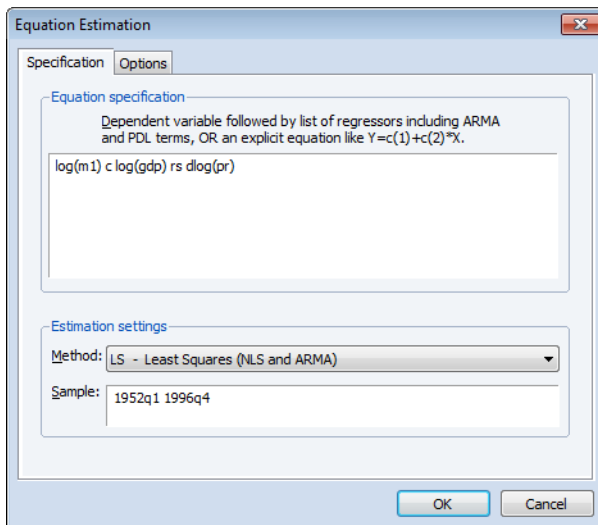 Equation Estimation
Specification
Options
Equation specification
Dependent variable followed by list of regressors including ARMA
and PDL terms, OR an explicit equation like Y=c(1)+c(2)*X.
log(m1) c log(gdp) rs dlog(pr)
Estimation settings
Method: LS - Least Squares (NLS and ARMA)
Sample: 1952q1 1996q4
OK
Cancel